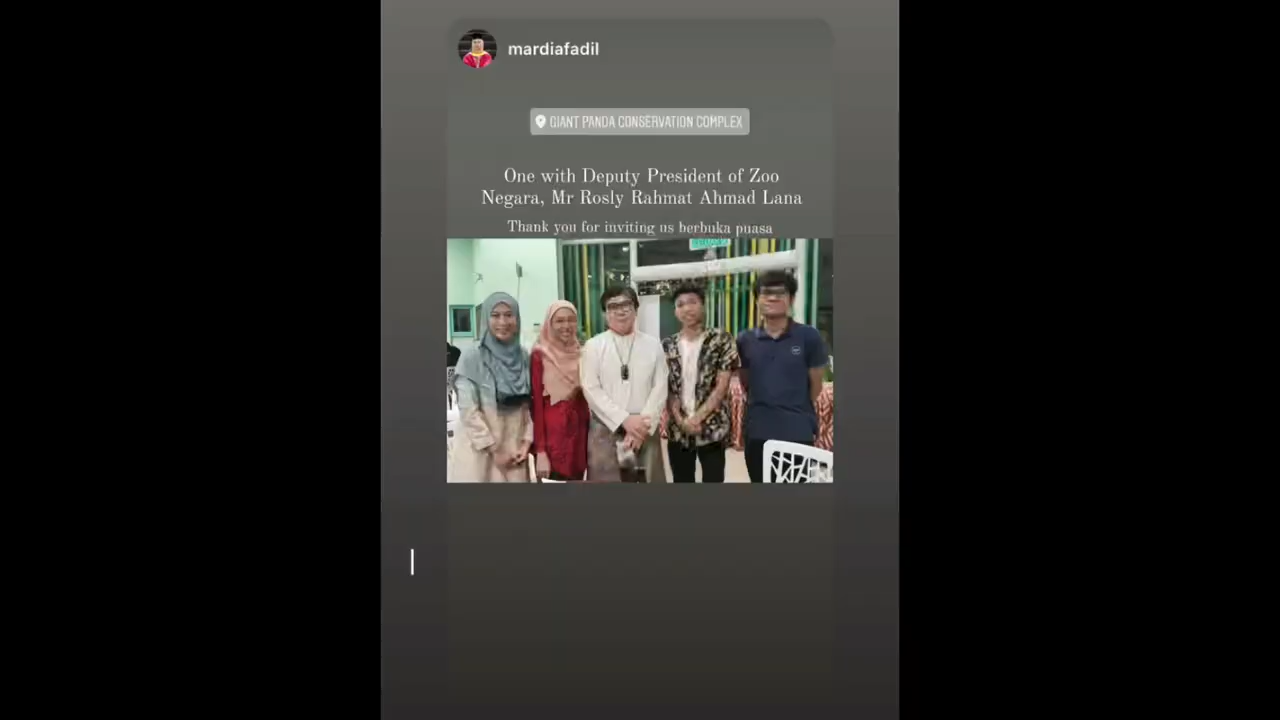 mardiafadil
GIANT PANDA CONSERVATION COMPLEX
One with Deputy President of Zoo
Negara, Mr Rosly Rahmat Ahmad Lana
Thank you for inviting us berbuka puasa